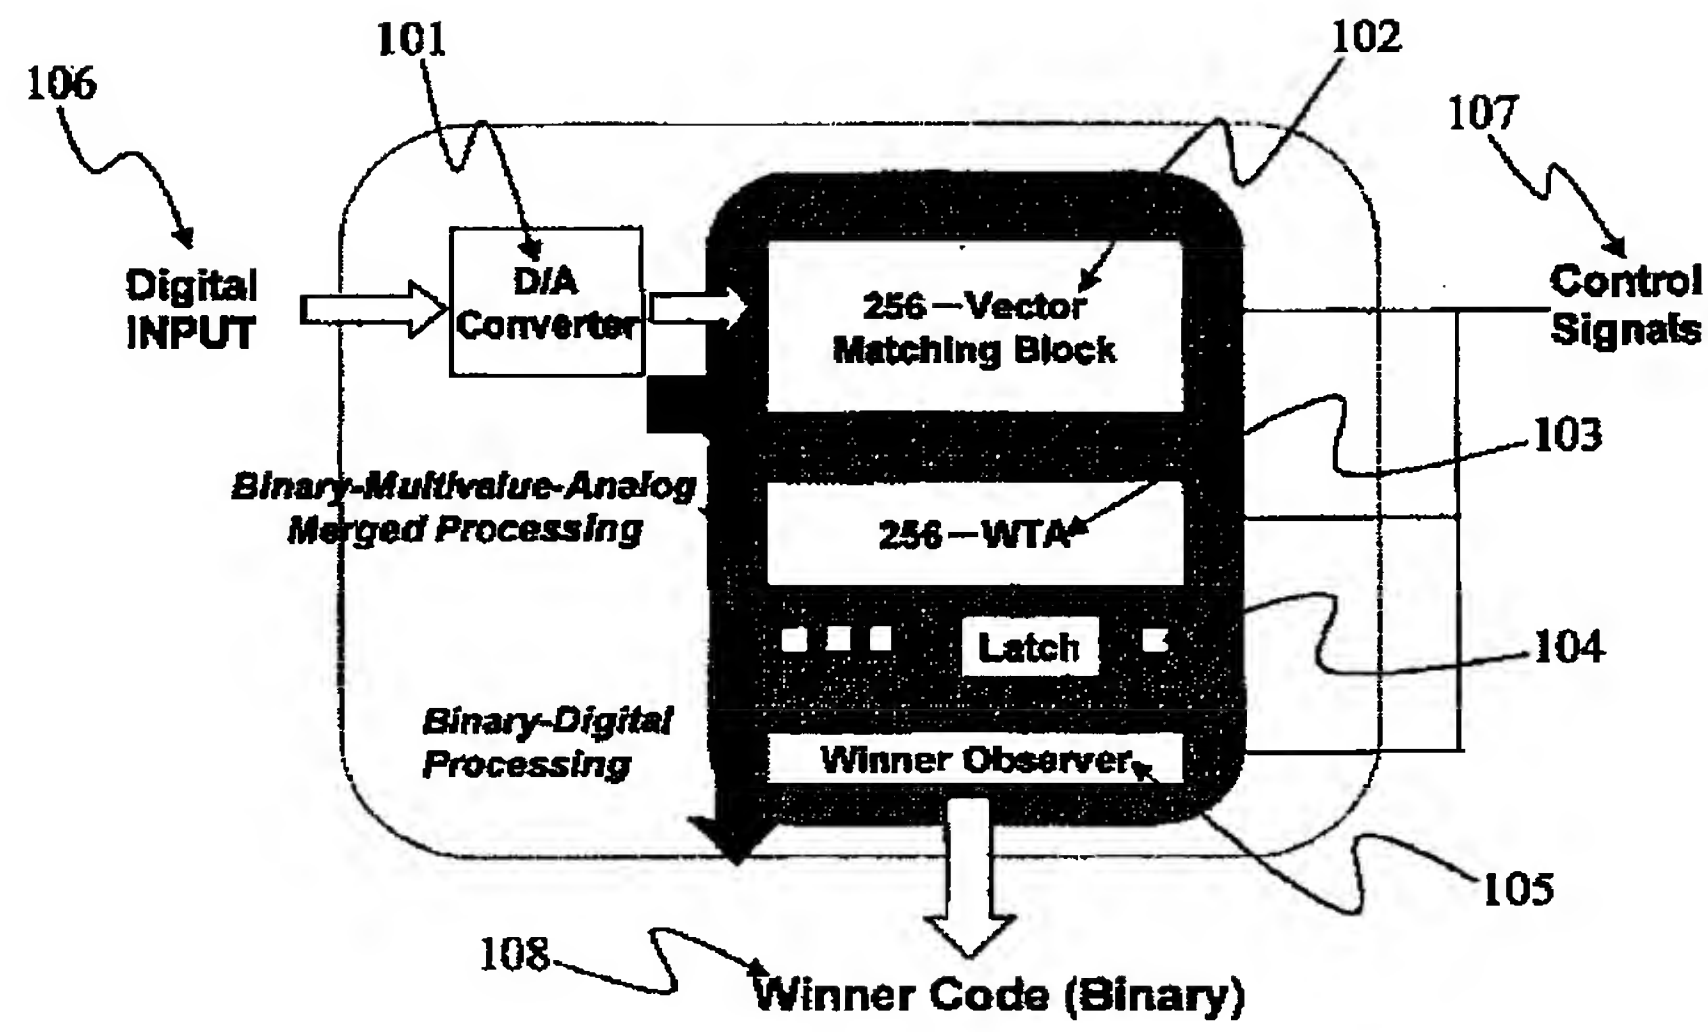 101
102
106
107
Digital
INPUT
D/A
Converter
256-Vector
Matching Block
Control
Signals
103
Binary-Multivalue-Analog
Merged Processing
256-WTA
104
Latch
Binary-Digital
Processing
Winner Observer
105
108
Winner Code (Binary)